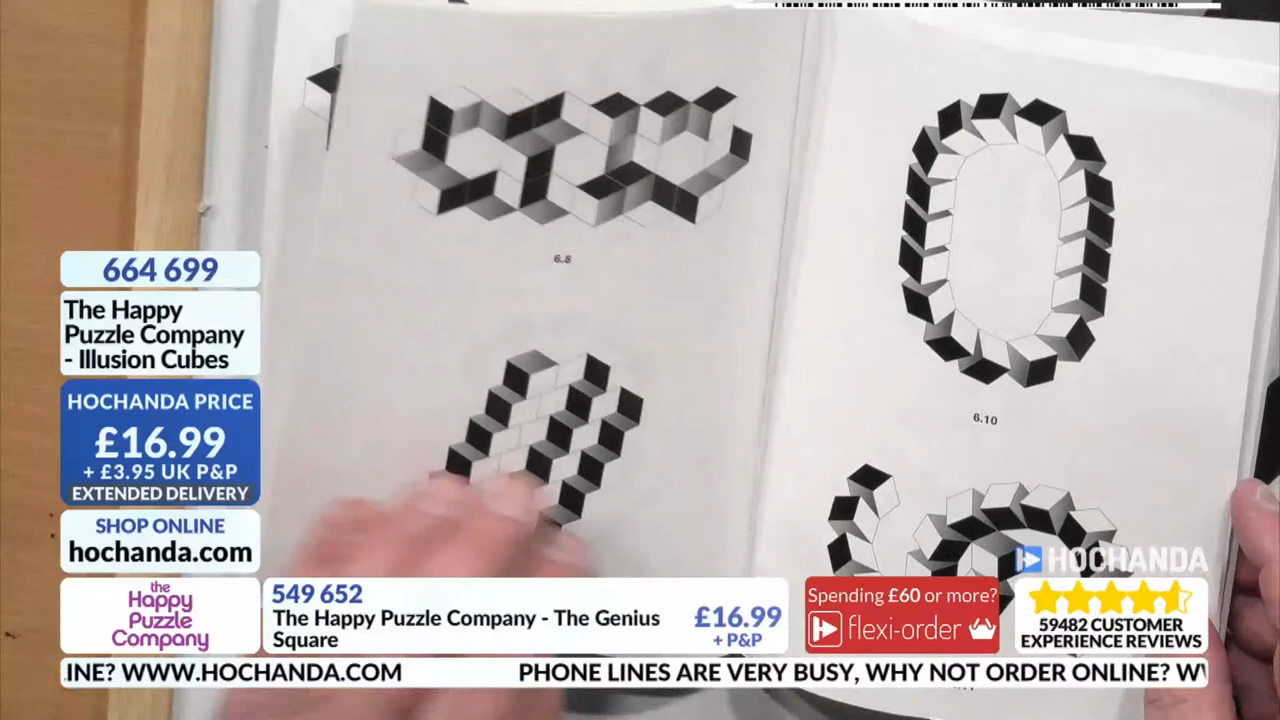 6.8
6.10
664 699
The Happy
Puzzle Company
- Illusion Cubes
HOCHANDA PRICE
£16.99
+ £3.95 UK P&P
EXTENDED DELIVERY
SHOP ONLINE
hochanda.com
the
Happy
Puzzle
Company
549 652
The Happy Puzzle Company - The Genius
Square
£16.99
+ P&P
Spending £60 or more?
flexi-order
HOCHANDA
59482 CUSTOMER
EXPERIENCE REVIEWS
INE? WWW.HOCHANDA.COM PHONE LINES ARE VERY BUSY, WHY NOT ORDER ONLINE? W